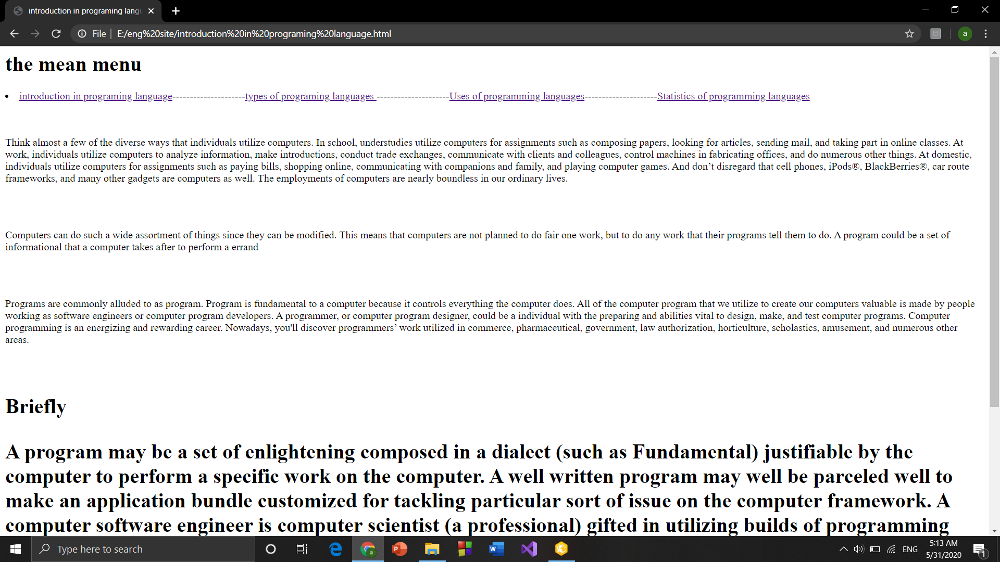 introduction in programing lang
File
E:/eng%20site/introduction%20in%20programing%20language.html
a
the mean menu
introduction in programing language---------------------types of programing languages ---------------------Uses of programming languages---------------------Statistics of programming languages
Think almost a few of the diverse ways that individuals utilize computers. In school, understudies utilize computers for assignments such as composing papers, looking for articles, sending mail, and taking part in online classes. At
work, individuals utilize computers to analyze information, make introductions, conduct trade exchanges, communicate with clients and colleagues, control machines in fabricating offices, and do numerous other things. At domestic,
individuals utilize computers for assignments such as paying bills, shopping online, communicating with companions and family, and playing computer games. And don’t disregard that cell phones, iPods®, BlackBerries®, car route
frameworks, and many other gadgets are computers as well. The employments of computers are nearly boundless in our ordinary lives.
Computers can do such a wide assortment of things since they can be modified. This means that computers are not planned to do fair one work, but to do any work that their programs tell them to do. A program could be a set of
informational that a computer takes after to perform a errand
Programs are commonly alluded to as program. Program is fundamental to a computer because it controls everything the computer does. All of the computer program that we utilize to create our computers valuable is made by people
working as software engineers or computer program developers. A programmer, or computer program designer, could be a individual with the preparing and abilities vital to design, make, and test computer programs. Computer
programming is an energizing and rewarding career. Nowadays, you'll discover programmers’ work utilized in commerce, pharmaceutical, government, law authorization, horticulture, scholastics, amusement, and numerous other
areas.
Briefly
A program may be a set of enlightening composed in a dialect (such as Fundamental) justifiable by the
computer to perform a specific work on the computer. A well written program may well be parceled well to
make an application bundle customized for tackling particular sort of issue on the computer framework. A
computer software engineer is computer scientist (a professional) gifted in utilizing builds of programming
Type here to search
ENG
5:13 AM
5/31/2020
1